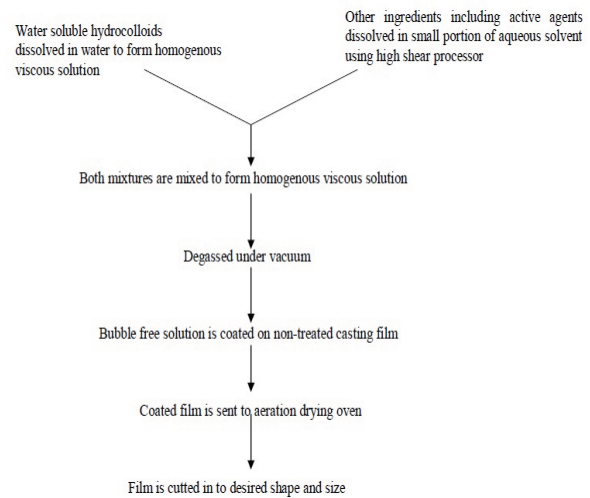 Water soluble hydrocolloids
dissolved in water to form homogenous
viscous solution
Other ingredients including active agents
dissolved in small portion of aqueous solvent
using high shear processor
Both mixtures are mixed to form homogenous viscous solution
Degassed under vacuum
Bubble free solution is coated on non-treated casting film
Coated film is sent to aeration drying oven
Film is cutted in to desired shape and size